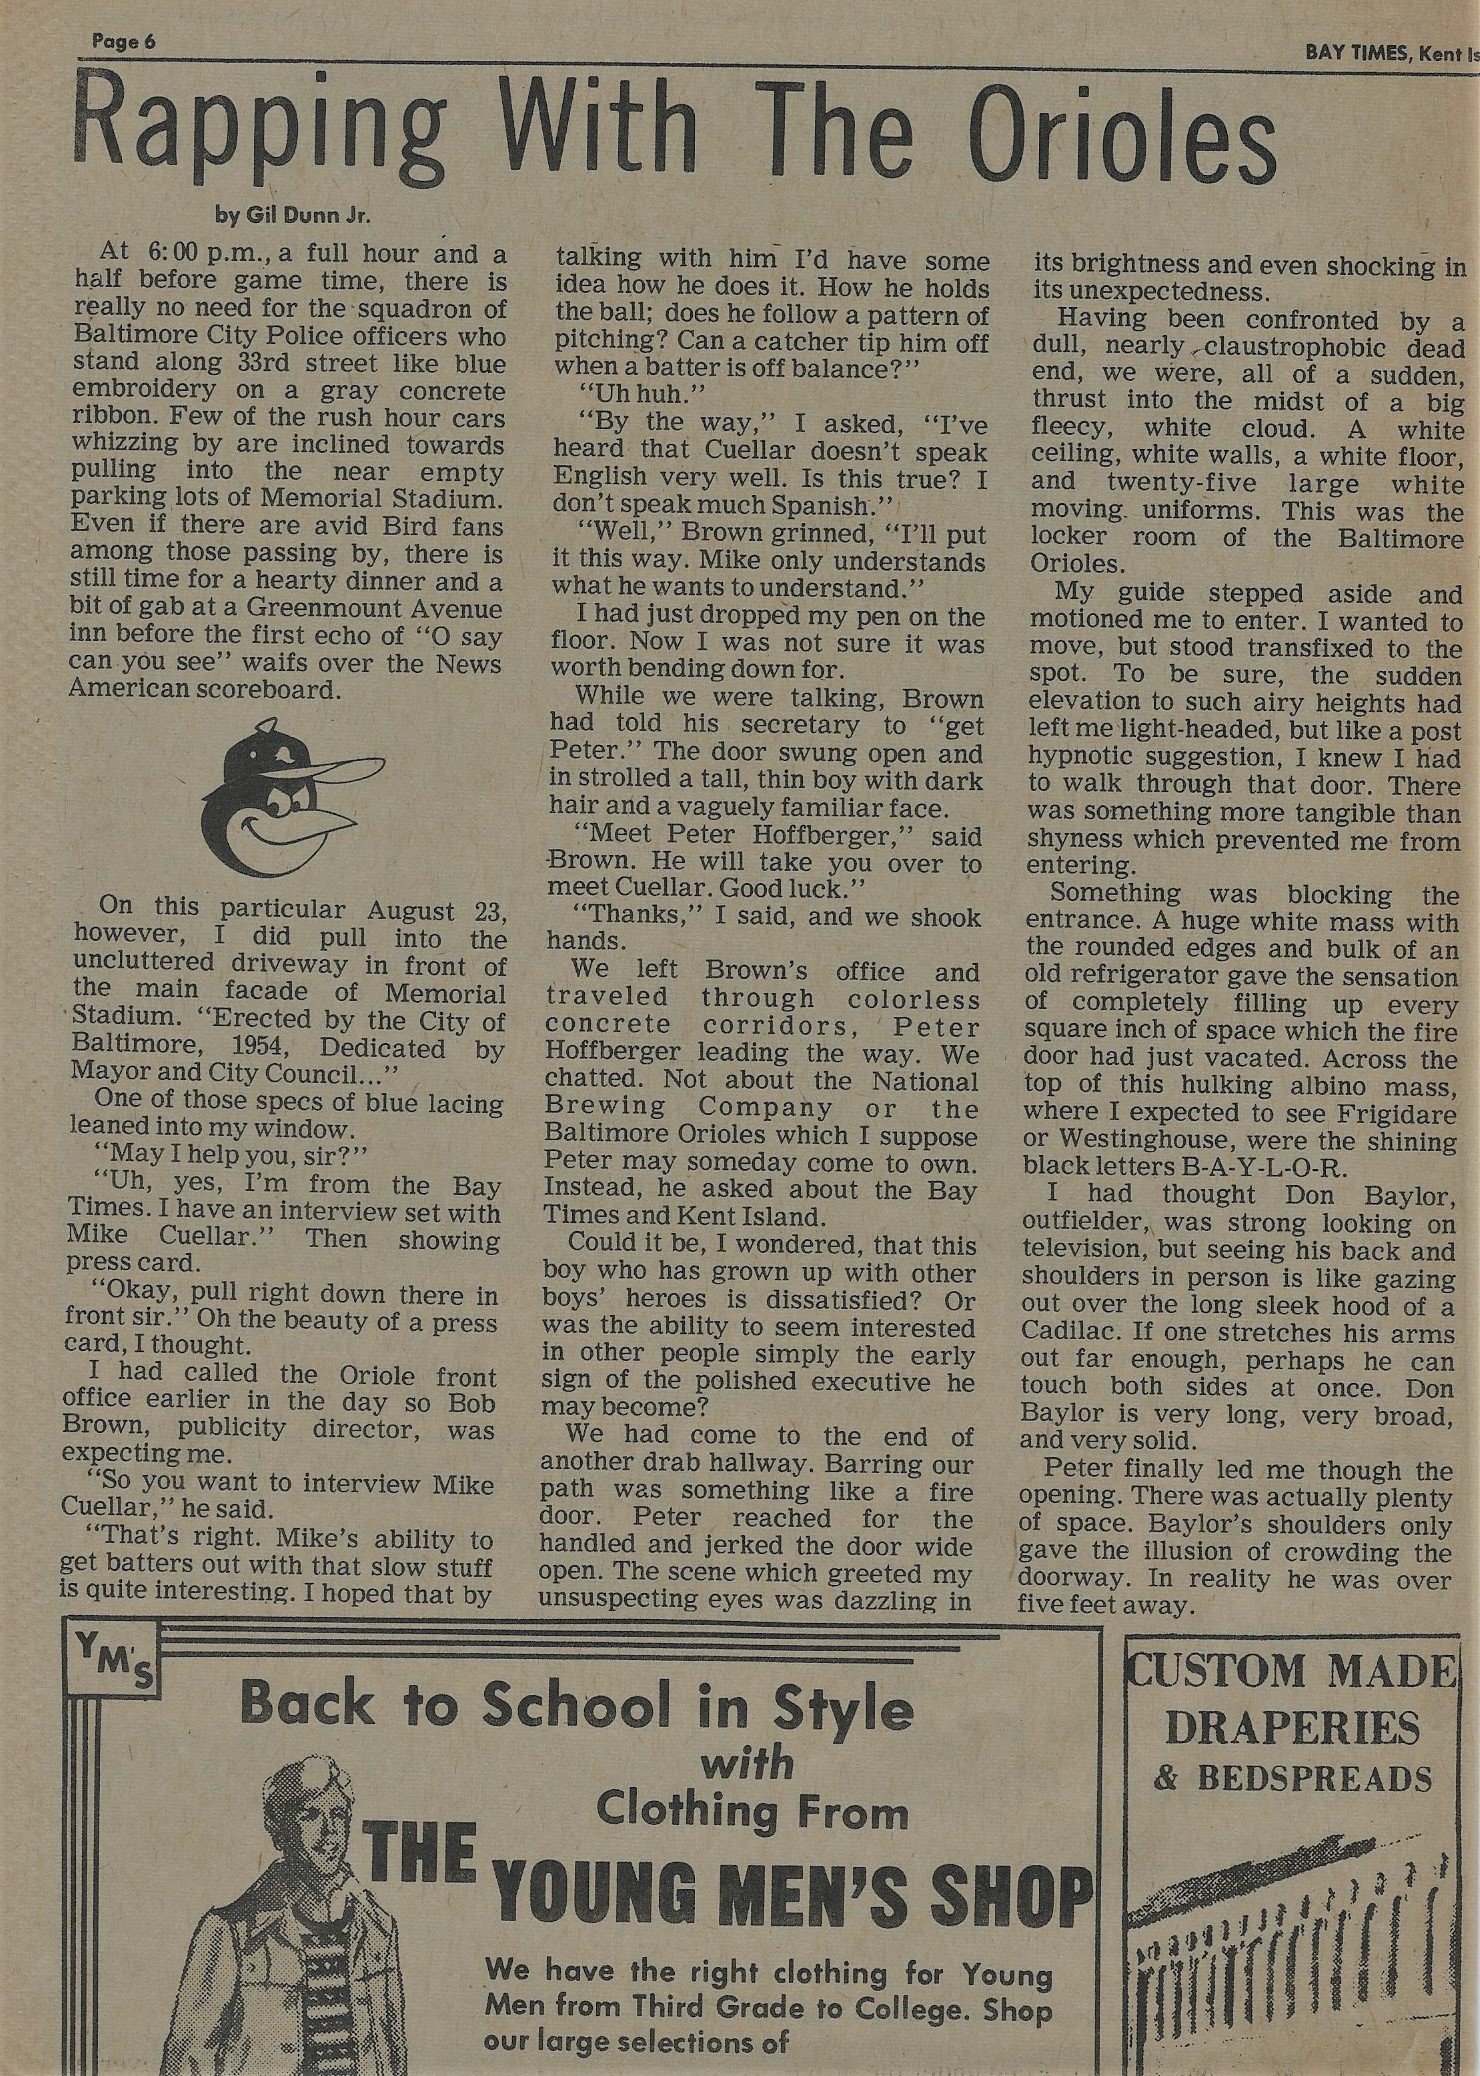 Page 6
BAY TIMES, Kent Is
Rapping With The Orioles
by Gil Dunn Jr.
At 6:00 p.m., a full hour and a
half before game time, there is
really no need for the squadron of
Baltimore City Police officers who
stand along 33rd street like blue
embroidery on a gray concrete
ribbon. Few of the rush hour cars
whizzing by are inclined towards
pulling into the near empty
parking lots of Memorial Stadium.
Even if there are avid Bird fans
among those passing by, there is
still time for a hearty dinner and a
bit of gab at a Greenmount Avenue
inn before the first echo of “O say
can you see” waifs over the News
American scoreboard.
On this particular August 23,
however, I did pull into the
uncluttered driveway in front of
the main facade of Memorial
Stadium. “Erected by the City of
Baltimore, 1954, Dedicated by
Mayor and City Council...”
One of those specs of blue lacing
leaned into my window.
“May I help you, sir?”
“Uh, yes, I’m from the Bay
Times. I have an interview set with
Mike Cuellar.” Then showing
press card.
“Okay, pull right down there in
front sir.” Oh the beauty of a press
card, I thought.
I had called the Oriole front
office earlier in the day so Bob
Brown, publicity director, was
expecting me.
“So you want to interview Mike
Cuellar,” he said.
“That’s right. Mike’s ability to
get batters out with that slow stuff
is quite interesting. I hoped that by
talking with him I’d have some
idea how he does it. How he holds
the ball; does he follow a pattern of
pitching? Can a catcher tip him off
when a batter is off balance?”
“Uh huh.”
“By the way,” I asked, “I’ve
heard that Cuellar doesn’t speak
English very well. Is this true? I
don’t speak much Spanish.”
“Well,” Brown grinned, “I’ll put
it this way. Mike only understands
what he wants to understand.”
I had just dropped my pen on the
floor. Now I was not sure it was
worth bending down for.
While we were talking, Brown
had told his secretary to “get
Peter.” The door swung open and
in strolled a tall, thin boy with dark
hair and a vaguely familiar face.
“Meet Peter Hoffberger,” said
Brown. He will take you over to
meet Cuellar. Good luck.”
“Thanks,” I said, and we shook
hands.
We left Brown’s office and
traveled through colorless
concrete corridors, Peter
Hoffberger leading the way. We
chatted. Not about the National
Brewing Company or the
Baltimore Orioles which I suppose
Peter may someday come to own.
Instead, he asked about the Bay
Times and Kent Island.
Could it be, I wondered, that this
boy who has grown up with other
boys’ heroes is dissatisfied? Or
was the ability to seem interested
in other people simply the early
sign of the polished executive he
may become?
We had come to the end of
another drab hallway. Barring our
path was something like a fire
door. Peter reached for the
handled and jerked the door wide
open. The scene which greeted my
unsuspecting eyes was dazzling in
its brightness and even shocking in
its unexpectedness.
Having been confronted by a
dull, nearly claustrophobic dead
end, we were, all of a sudden,
thrust into the midst of a big
fleecy, white cloud. A white
ceiling, white walls, a white floor,
and twenty-five large white
moving uniforms. This was the
locker room of the Baltimore
Orioles.
My guide stepped aside and
motioned me to enter. I wanted to
move, but stood transfixed to the
spot. To be sure, the sudden
elevation to such airy heights had
left me light-headed, but like a post
hypnotic suggestion, I knew I had
to walk through that door. There
was something more tangible than
shyness which prevented me from
entering.
Something was blocking the
entrance. A huge white mass with
the rounded edges and bulk of an
old refrigerator gave the sensation
of completely filling up every
square inch of space which the fire
door had just vacated. Across the
top of this hulking albino mass,
where I expected to see Frigidare
or Westinghouse, were the shining
black letters B-A-Y-L-O-R.
I had thought Don Baylor,
outfielder, was strong looking on
television, but seeing his back and
shoulders in person is like gazing
out over the long sleek hood of a
Cadilac. If one stretches his arms
out far enough, perhaps he can
touch both sides at once. Don
Baylor is very long, very broad,
and very solid.
Peter finally led me though the
opening. There was actually plenty
of space. Baylor’s shoulders only
gave the illusion of crowding the
doorway. In reality he was over
five feet away.
YM'S
Back to School in Style
with
Clothing From
THE
YOUNG MEN'S SHOP
We have the right clothing for Young
Men from Third Grade to College. Shop
our large selections of
CUSTOM MADE
DRAPERIES
& BEDSPREADS